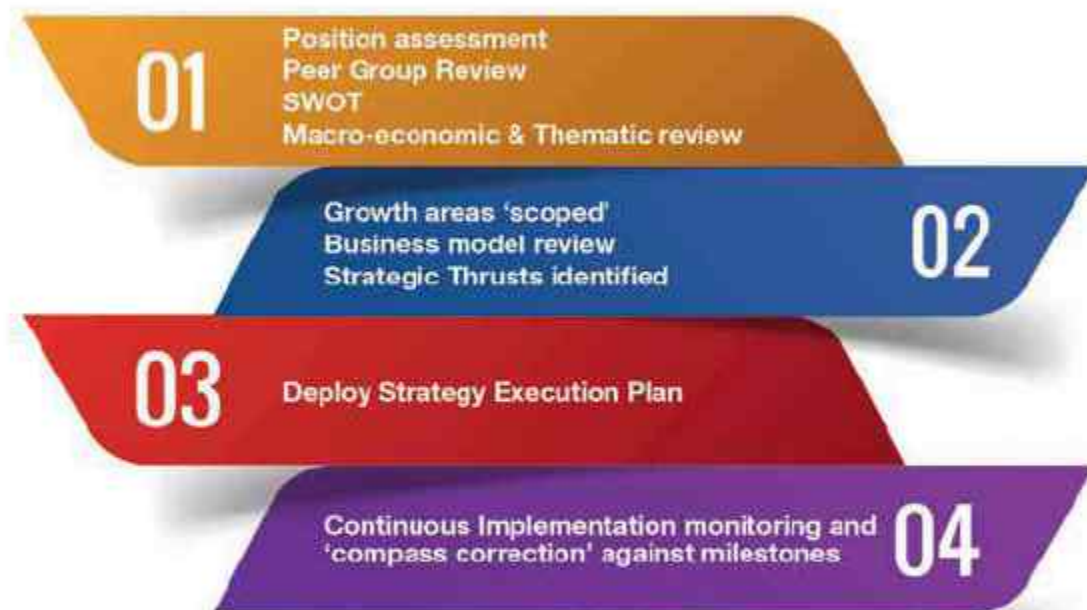 01
Position assessment
Peer Group Review
SWOT
Macro-economic & Thematic review
Growth areas ‘scoped’
Business model review
Strategic Thrusts identified
02
03
Deploy Strategy Execution Plan
Continuous Implementation monitoring and
‘compass correction’ against milestones
04